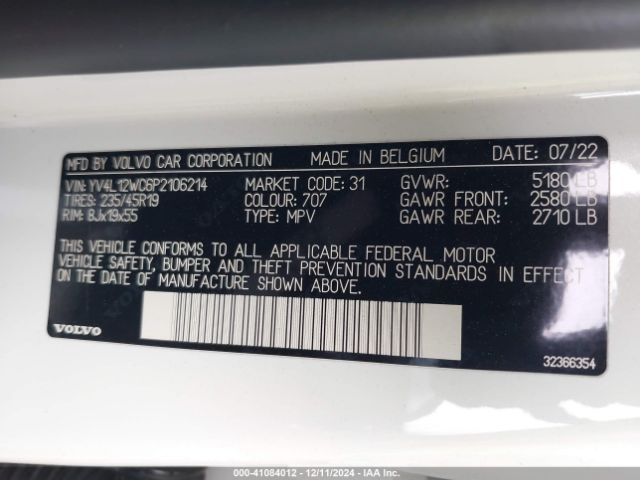 MFD BY VOLVO CAR CORPORATION MADE IN BELGIUM DATE: 07/22
VIN: YV4L12WC6P2106214 MARKET CODE: 31 GVWR: 5180 LB
TIRES: 235/45R19 COLOUR: 707 GAWR FRONT: 2580 LB
RIM: 8Jx19x55 TYPE: MPV GAWR REAR: 2710 LB
THIS VEHICLE CONFORMS TO ALL APPLICABLE FEDERAL MOTOR
VEHICLE SAFETY, BUMPER AND THEFT PREVENTION STANDARDS IN EFFECT
ON THE DATE OF MANUFACTURE SHOWN ABOVE.
VOLVO
32366354
000-41084012 - 12/11/2024 - IAA Inc.